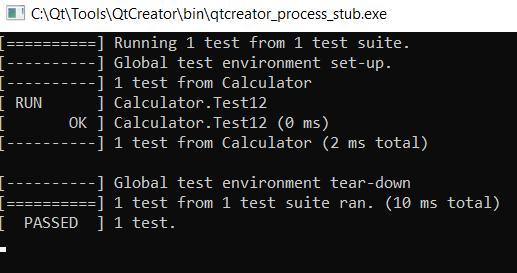 C:\Qt\Tools\QtCreator\bin\qtcreator_process_stub.exe
[==========] Running 1 test from 1 test suite.
[----------] Global test environment set-up.
[----------] 1 test from Calculator
[ RUN      ] Calculator.Test12
[       OK ] Calculator.Test12 (0 ms)
[----------] 1 test from Calculator (2 ms total)

[----------] Global test environment tear-down
[==========] 1 test from 1 test suite ran. (10 ms total)
[  PASSED  ] 1 test.